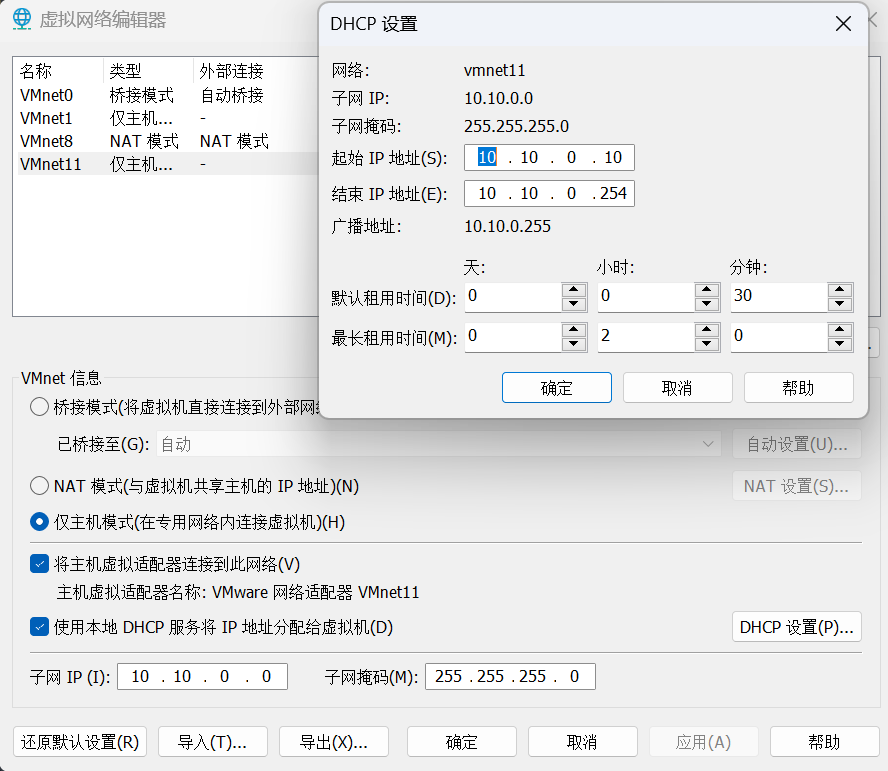 虚拟网络编辑器
名称 类型 外部连接
VMnet0 桥接模式 自动桥接
VMnet1 仅主机... -
VMnet8 NAT 模式 NAT 模式
VMnet11 仅主机... -
DHCP 设置
网络: vmnet11
子网 IP: 10.10.0.0
子网掩码: 255.255.255.0
起始 IP 地址(S): 10 . 10 . 0 . 10
结束 IP 地址(E): 10 . 10 . 0 . 254
广播地址: 10.10.0.255
天: 小时: 分钟:
默认租用时间(D): 0 0 30
最长租用时间(M): 0 2 0
确定 取消 帮助
VMnet 信息
桥接模式(将虚拟机直接连接到外部网
已桥接至(G): 自动 自动设置(U)...
NAT 模式(与虚拟机共享主机的 IP 地址)(N) NAT 设置(S)...
仅主机模式(在专用网络内连接虚拟机)(H)
将主机虚拟适配器连接到此网络(V)
主机虚拟适配器名称: VMware 网络适配器 VMnet11
使用本地 DHCP 服务将 IP 地址分配给虚拟机(D) DHCP 设置(P)...
子网 IP (I): 10 . 10 . 0 . 0 子网掩码(M): 255 . 255 . 255 . 0
还原默认设置(R) 导入(T)... 导出(X)... 确定 取消 应用(A) 帮助